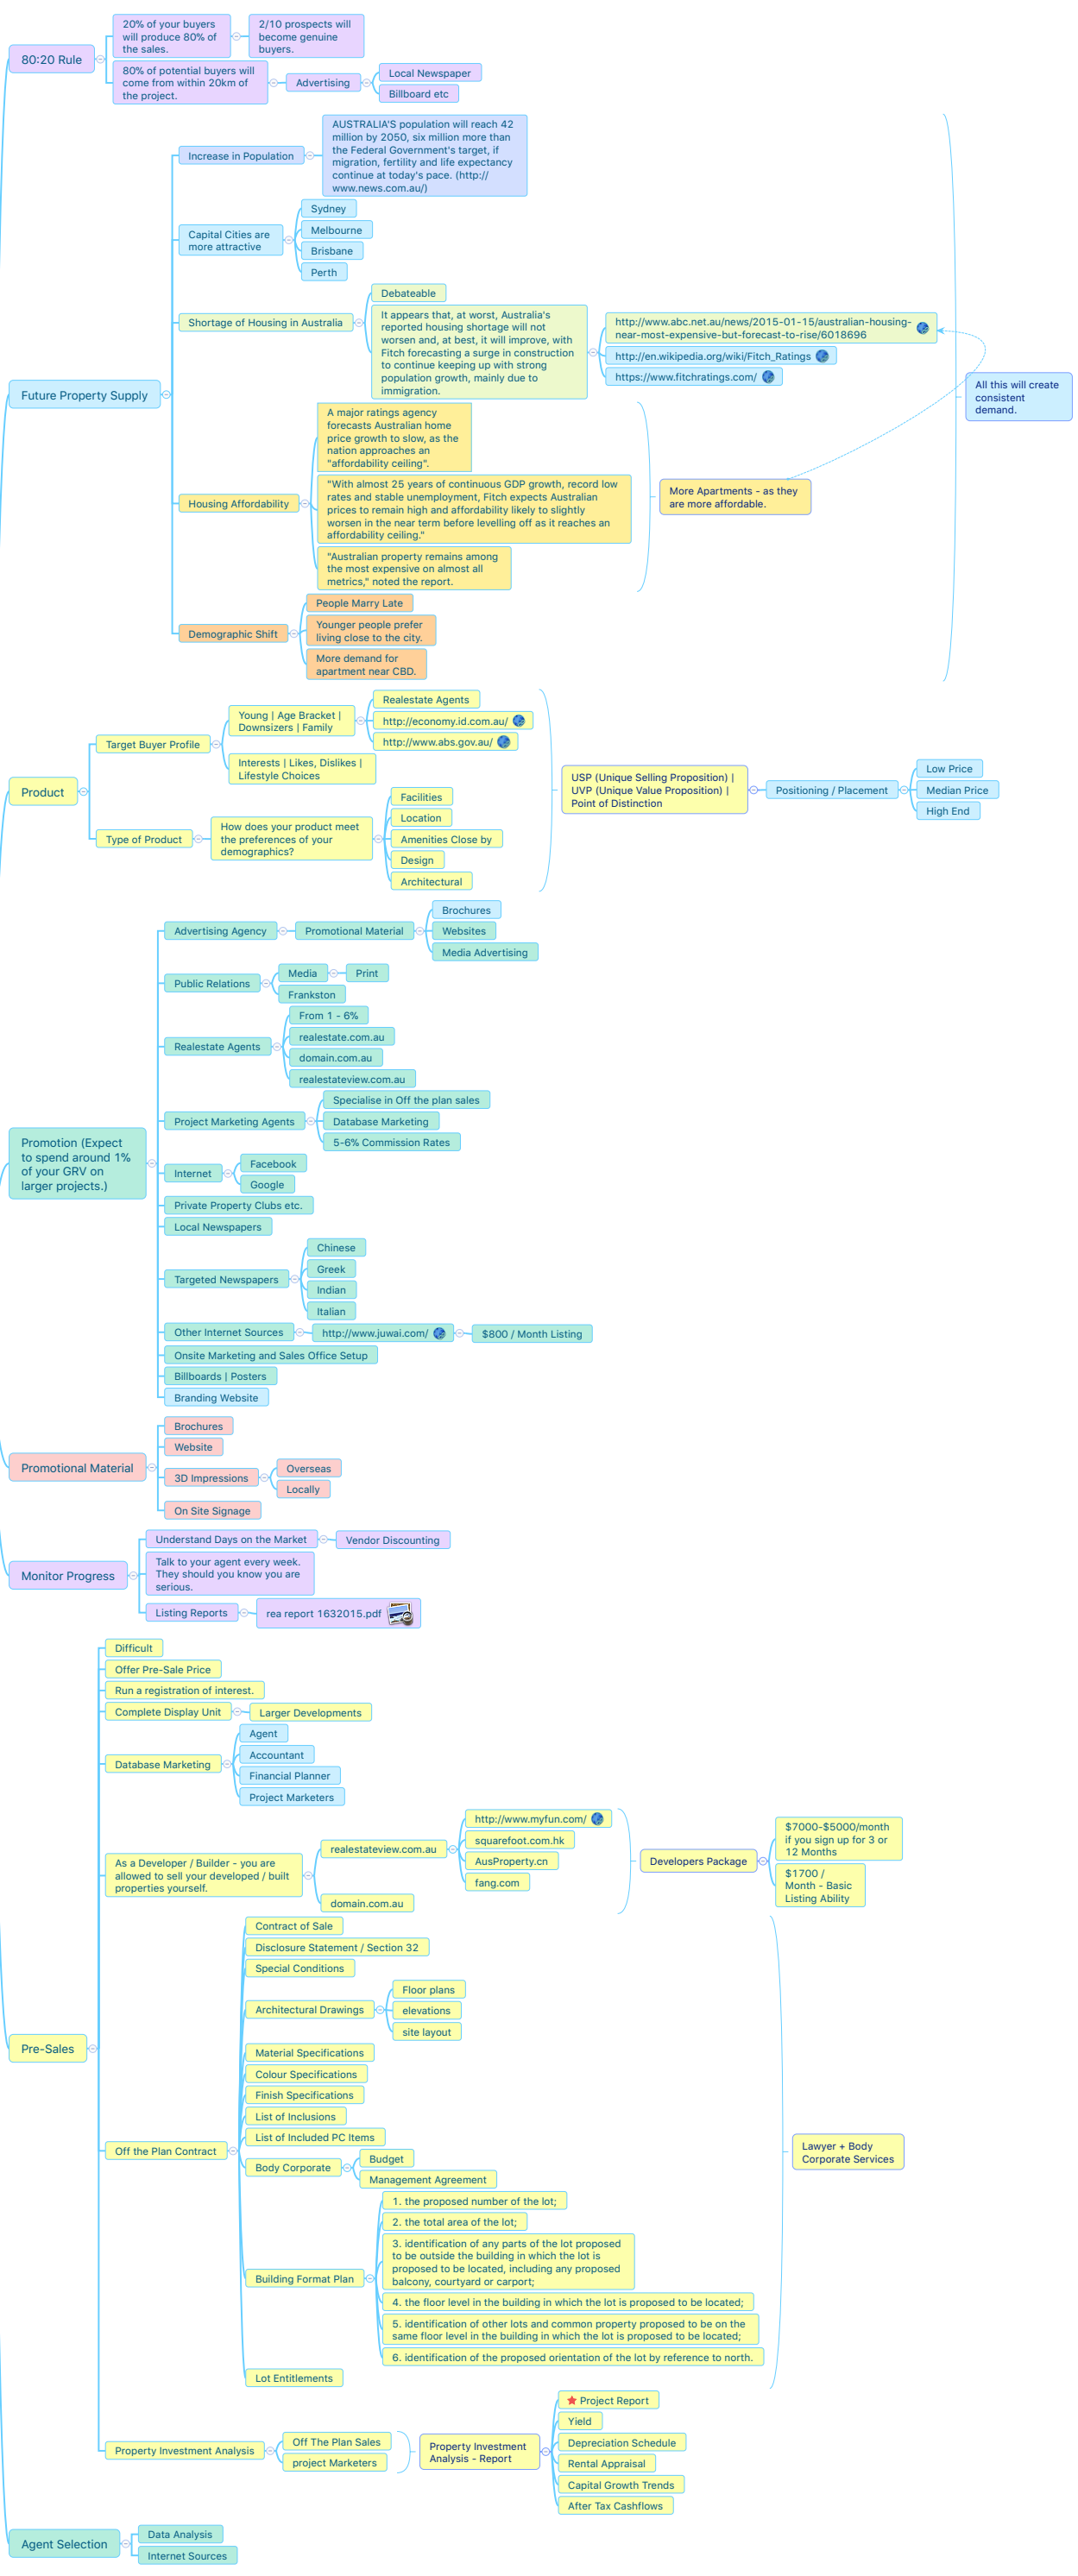 80:20 Rule
20% of your buyers
will produce 80% of
the sales.
2/10 prospects will
become genuine
buyers.
80% of potential buyers will
come from within 20km of
the project.
Advertising
Local Newspaper
Billboard etc
Future Property Supply
Increase in Population
AUSTRALIA'S population will reach 42
million by 2050, six million more than
the Federal Government's target, if
migration, fertility and life expectancy
continue at today's pace. (http://
www.news.com.au/)
Capital Cities are
more attractive
Sydney
Melbourne
Brisbane
Perth
Shortage of Housing in Australia
Debateable
It appears that, at worst, Australia's
reported housing shortage will not
worsen and, at best, it will improve, with
Fitch forecasting a surge in construction
to continue keeping up with strong
population growth, mainly due to
immigration.
http://www.abc.net.au/news/2015-01-15/australian-housing-
near-most-expensive-but-forecast-to-rise/6018696
http://en.wikipedia.org/wiki/Fitch_Ratings
https://www.fitchratings.com/
Housing Affordability
A major ratings agency
forecasts Australian home
price growth to slow, as the
nation approaches an
"affordability ceiling".
"With almost 25 years of continuous GDP growth, record low
rates and stable unemployment, Fitch expects Australian
prices to remain high and affordability likely to slightly
worsen in the near term before levelling off as it reaches an
affordability ceiling."
"Australian property remains among
the most expensive on almost all
metrics," noted the report.
More Apartments - as they
are more affordable.
Demographic Shift
People Marry Late
Younger people prefer
living close to the city.
More demand for
apartment near CBD.
All this will create
consistent
demand.
Product
Target Buyer Profile
Young | Age Bracket |
Downsizers | Family
Realestate Agents
http://economy.id.com.au/
http://www.abs.gov.au/
Interests | Likes, Dislikes |
Lifestyle Choices
Type of Product
How does your product meet
the preferences of your
demographics?
Facilities
Location
Amenities Close by
Design
Architectural
USP (Unique Selling Proposition) |
UVP (Unique Value Proposition) |
Point of Distinction
Positioning / Placement
Low Price
Median Price
High End
Promotion (Expect
to spend around 1%
of your GRV on
larger projects.)
Advertising Agency
Promotional Material
Brochures
Websites
Media Advertising
Public Relations
Media
Print
Frankston
Realestate Agents
From 1 - 6%
realestate.com.au
domain.com.au
realestateview.com.au
Project Marketing Agents
Specialise in Off the plan sales
Database Marketing
5-6% Commission Rates
Internet
Facebook
Google
Private Property Clubs etc.
Local Newspapers
Targeted Newspapers
Chinese
Greek
Indian
Italian
Other Internet Sources
http://www.juwai.com/
$800 / Month Listing
Onsite Marketing and Sales Office Setup
Billboards | Posters
Branding Website
Promotional Material
Brochures
Website
3D Impressions
Overseas
Locally
On Site Signage
Monitor Progress
Understand Days on the Market
Vendor Discounting
Talk to your agent every week.
They should you know you are
serious.
Listing Reports
rea report 1632015.pdf
Pre-Sales
Difficult
Offer Pre-Sale Price
Run a registration of interest.
Complete Display Unit
Larger Developments
Database Marketing
Agent
Accountant
Financial Planner
Project Marketers
As a Developer / Builder - you are
allowed to sell your developed / built
properties yourself.
realestateview.com.au
http://www.myfun.com/
squarefoot.com.hk
AusProperty.cn
fang.com
domain.com.au
Developers Package
$7000-$5000/month
if you sign up for 3 or
12 Months
$1700 /
Month - Basic
Listing Ability
Off the Plan Contract
Contract of Sale
Disclosure Statement / Section 32
Special Conditions
Architectural Drawings
Floor plans
elevations
site layout
Material Specifications
Colour Specifications
Finish Specifications
List of Inclusions
List of Included PC Items
Body Corporate
Budget
Management Agreement
Building Format Plan
1. the proposed number of the lot;
2. the total area of the lot;
3. identification of any parts of the lot proposed
to be outside the building in which the lot is
proposed to be located, including any proposed
balcony, courtyard or carport;
4. the floor level in the building in which the lot is proposed to be located;
5. identification of other lots and common property proposed to be on the
same floor level in the building in which the lot is proposed to be located;
6. identification of the proposed orientation of the lot by reference to north.
Lot Entitlements
Lawyer + Body
Corporate Services
Property Investment Analysis
Off The Plan Sales
project Marketers
Property Investment
Analysis - Report
Project Report
Yield
Depreciation Schedule
Rental Appraisal
Capital Growth Trends
After Tax Cashflows
Agent Selection
Data Analysis
Internet Sources